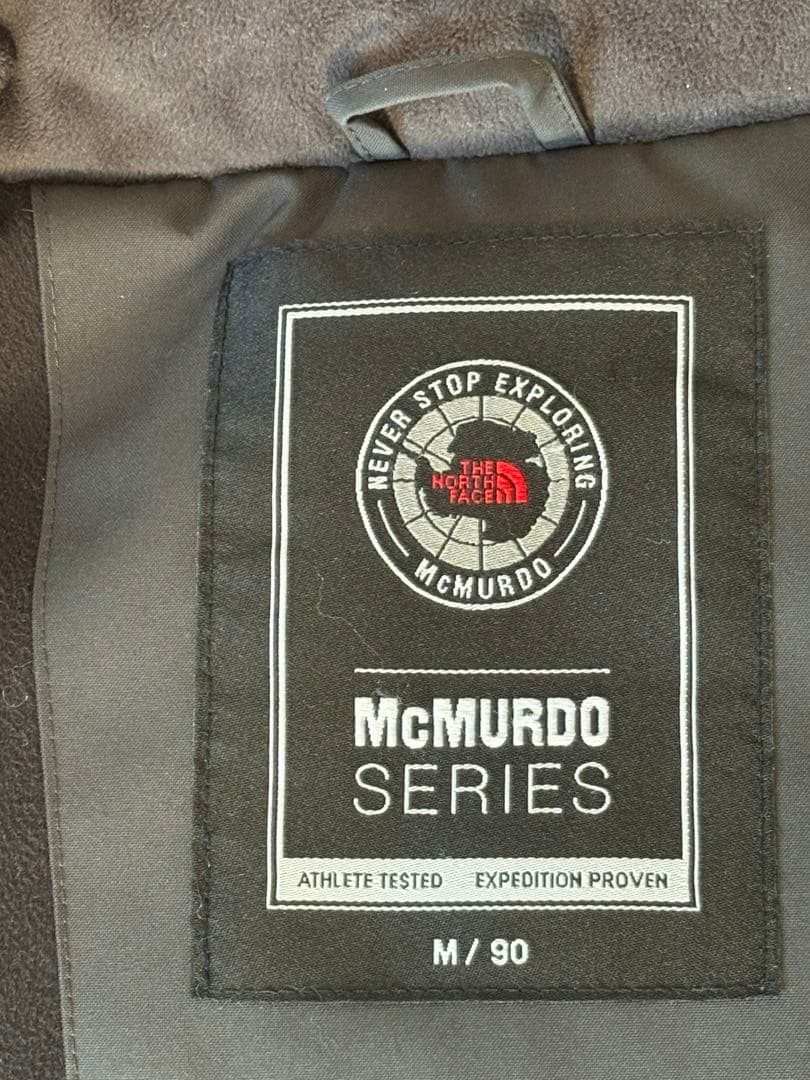 NEVER STOP EXPLORING
THE
NORTH
FACE
McMURDO
McMURDO
SERIES
ATHLETE TESTED EXPEDITION PROVEN
M / 90